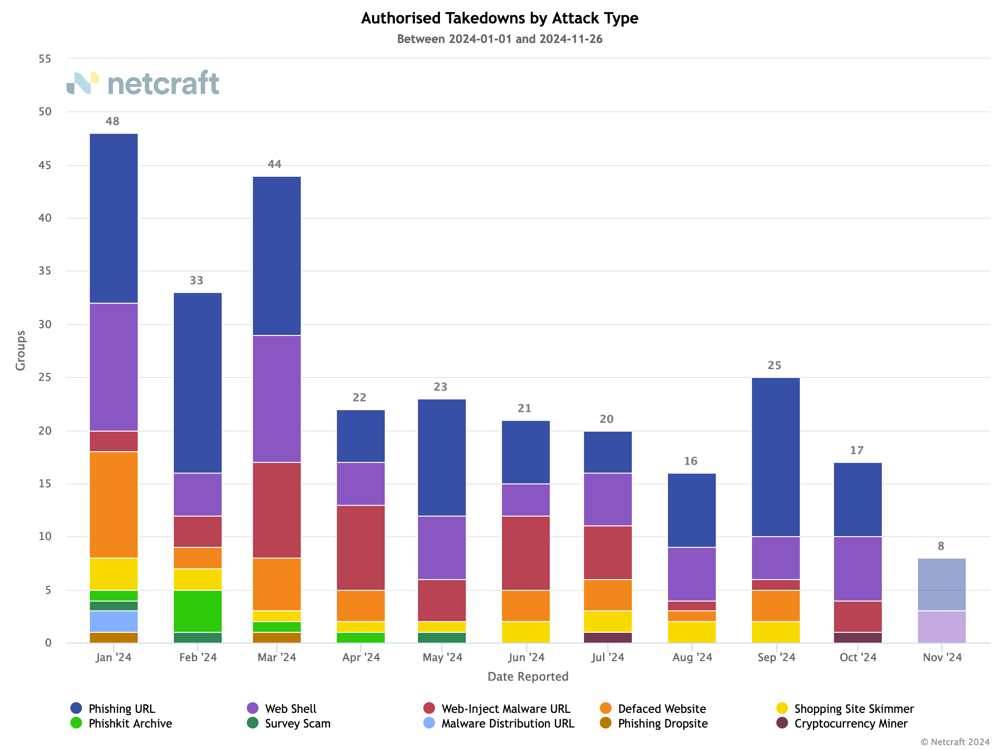 Authorised Takedowns by Attack Type
Between 2024-01-01 and 2024-11-26
netcraft
55
50
45
40
35
30
25
20
15
10
5
0
Groups
48
33
44
22
23
21
20
16
25
17
8
Jan '24
Feb '24
Mar '24
Apr '24
May '24
Jun '24
Jul '24
Aug '24
Sep '24
Oct '24
Nov '24
Date Reported
Phishing URL
Web Shell
Web-Inject Malware URL
Defaced Website
Shopping Site Skimmer
Phishkit Archive
Survey Scam
Malware Distribution URL
Phishing Dropsite
Cryptocurrency Miner
© Netcraft 2024